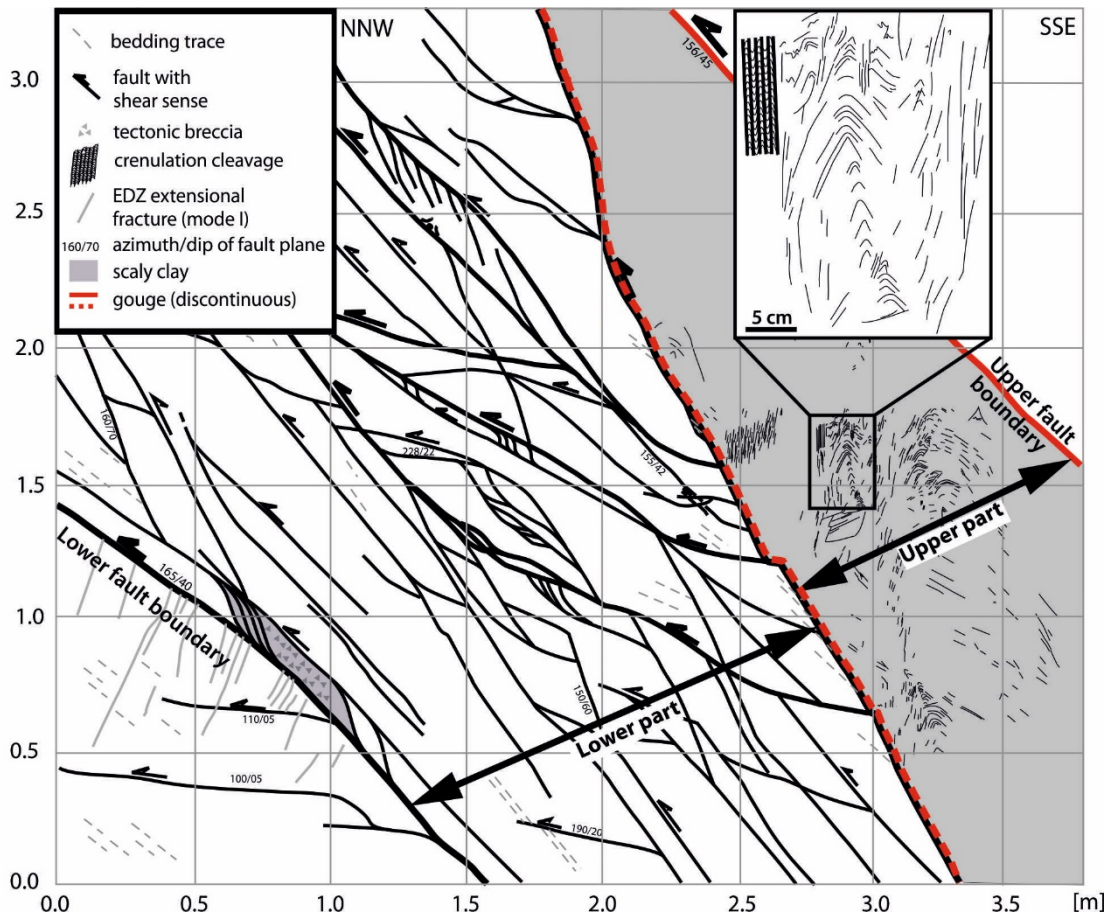 NNW
SSE
bedding trace
fault with
shear sense
tectonic breccia
crenulation cleavage
EDZ extensional
fracture (mode I)
160/70 azimuth/dip of fault plane
scaly clay
gouge (discontinuous)
156/45
5 cm
Upper fault
boundary
160/70
228/22
155/42
Upper part
Lower fault boundary
165/40
110/05
150/60
Lower part
100/05
190/20
3.0
2.5
2.0
1.5
1.0
0.5
0.0
0.0 0.5 1.0 1.5 2.0 2.5 3.0 3.5 [m]